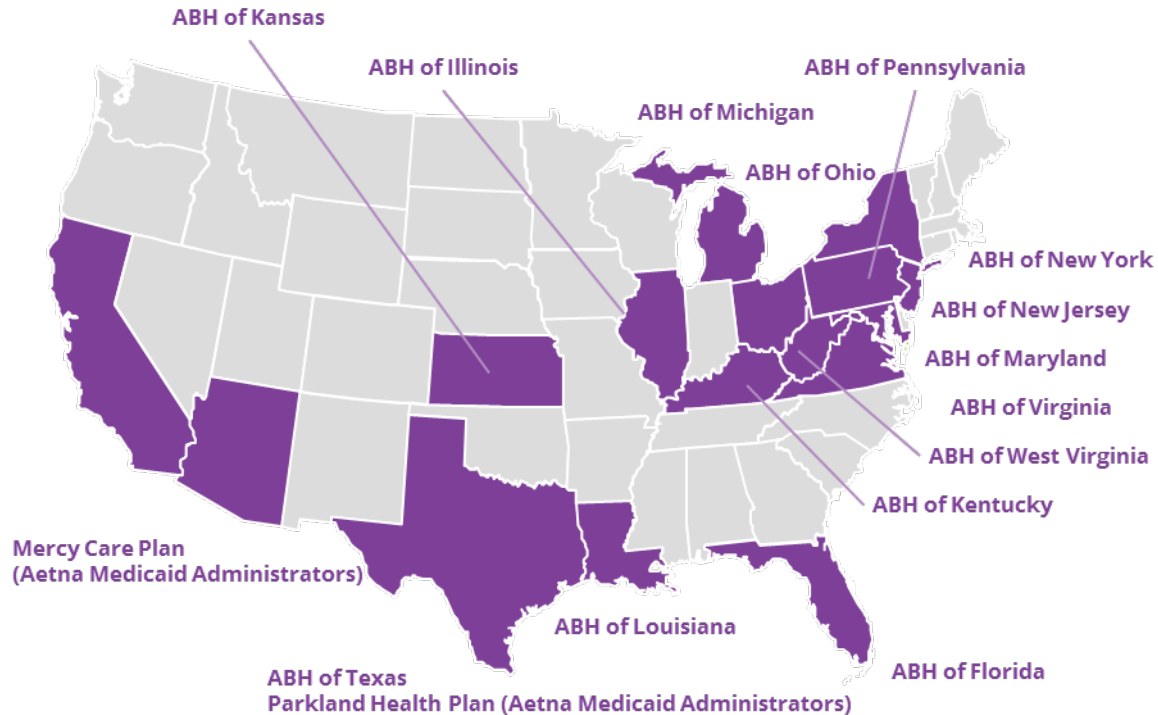 ABH of Kansas
ABH of Illinois
ABH of Pennsylvania
ABH of Michigan
ABH of Ohio
ABH of New York
ABH of New Jersey
ABH of Maryland
ABH of Virginia
ABH of West Virginia
ABH of Kentucky
Mercy Care Plan
(Aetna Medicaid Administrators)
ABH of Louisiana
ABH of Florida
ABH of Texas
Parkland Health Plan (Aetna Medicaid Administrators)